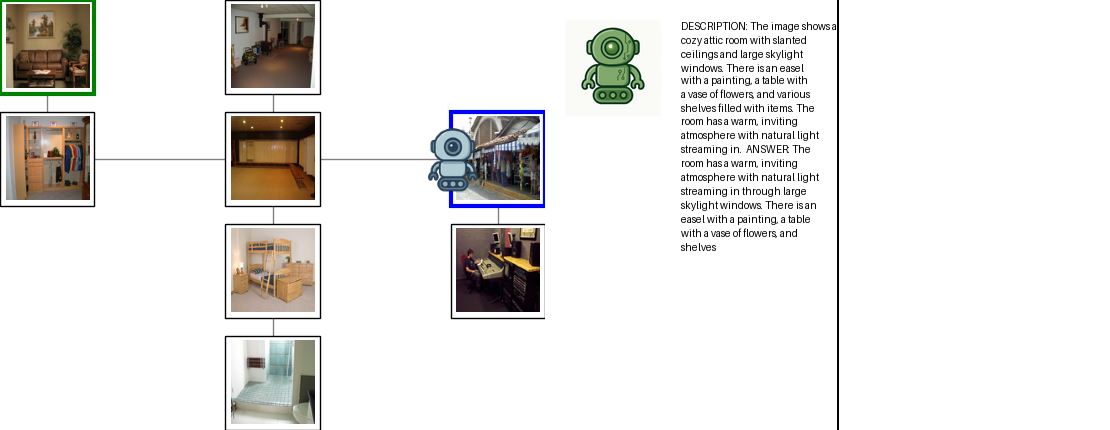 DESCRIPTION: The image shows a
cozy attic room with slanted
ceilings and large skylight
windows. There is an easel
with a painting, a table with
a vase of flowers, and various
shelves filled with items. The
room has a warm, inviting
atmosphere with natural light
streaming in.  ANSWER: The
room has a warm, inviting
atmosphere with natural light
streaming in through large
skylight windows. There is an
easel with a painting, a table
with a vase of flowers, and
shelves